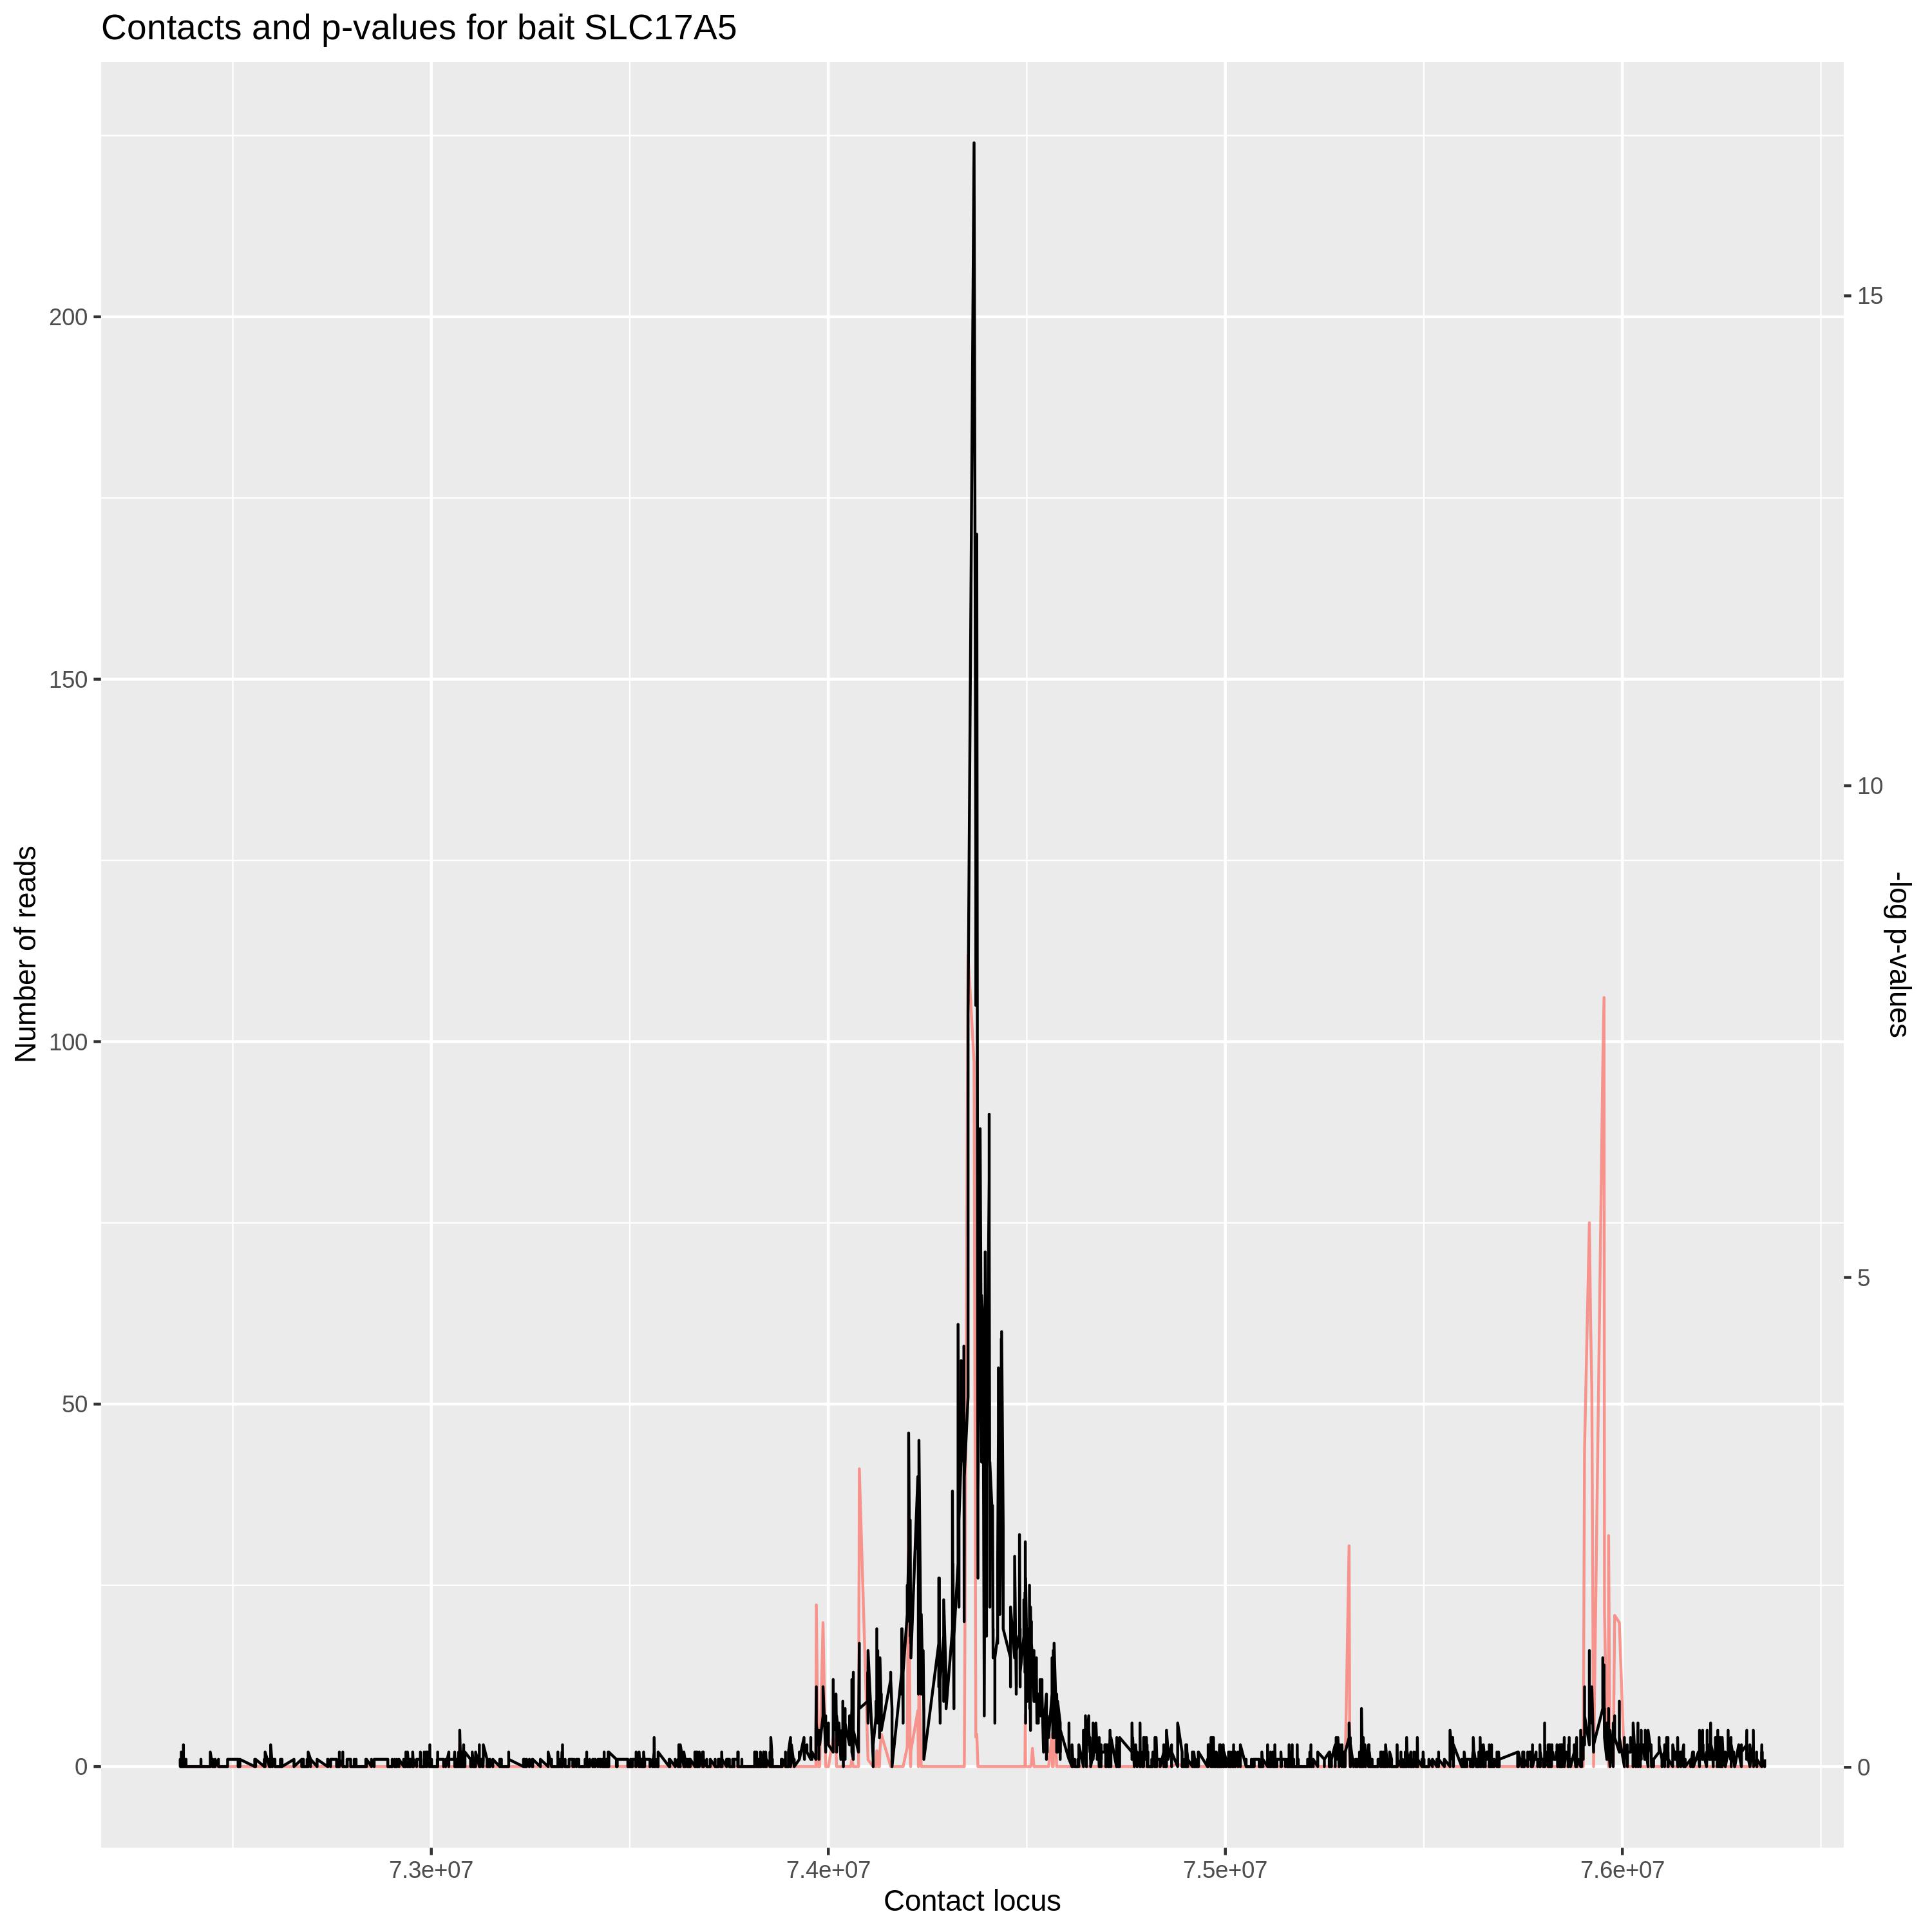 Contacts and p-values for bait SLC17A5
200
150
100
50
0
Number of reads
15
10
5
0
-log p-values
7.3e+07
7.4e+07
7.5e+07
7.6e+07
Contact locus